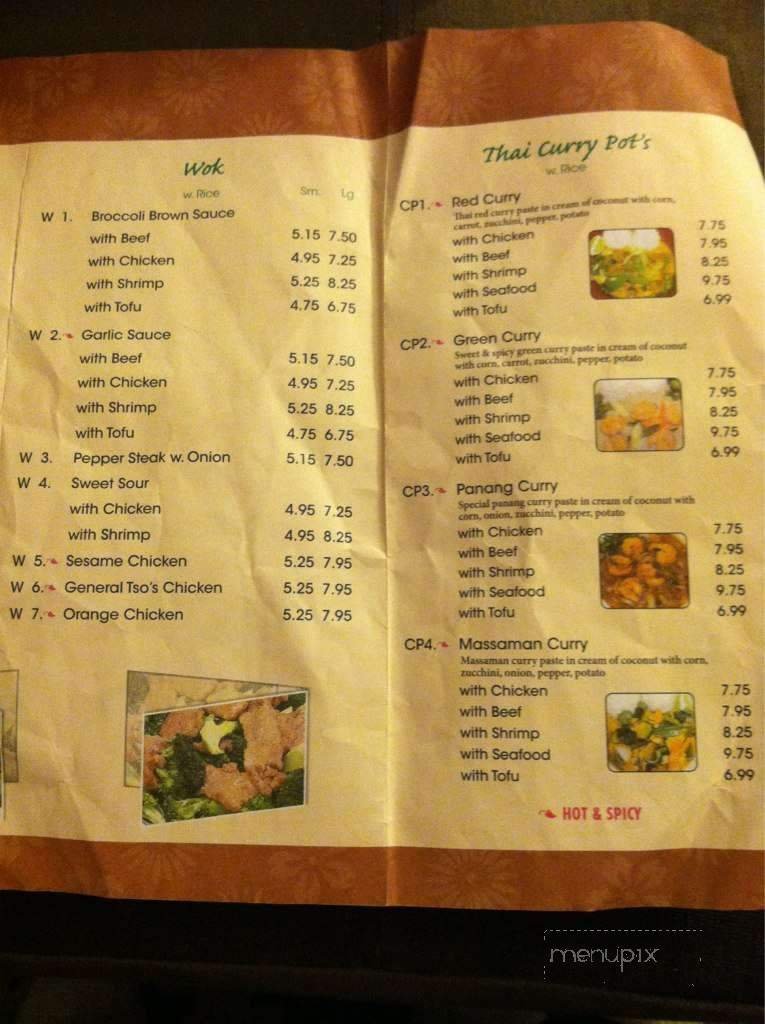 Wok
w. Rice Sm. Lg
W 1. Broccoli Brown Sauce
with Beef 5.15 7.50
with Chicken 4.95 7.25
with Shrimp 5.25 8.25
with Tofu 4.75 6.75
W 2. Garlic Sauce
with Beef 5.15 7.50
with Chicken 4.95 7.25
with Shrimp 5.25 8.25
with Tofu 4.75 6.75
W 3. Pepper Steak w. Onion 5.15 7.50
W 4. Sweet Sour
with Chicken 4.95 7.25
with Shrimp 4.95 8.25
W 5. Sesame Chicken 5.25 7.95
W 6. General Tso's Chicken 5.25 7.95
W 7. Orange Chicken 5.25 7.95
Thai Curry Pot's
w. Rice
CP1. Red Curry
Thai red curry paste in cream of coconut with corn,
carrot, zucchini, pepper, potato
with Chicken 7.75
with Beef 7.95
with Shrimp 8.25
with Seafood 9.75
with Tofu 6.99
CP2. Green Curry
Sweet & spicy green curry paste in cream of coconut
with corn, carrot, zucchini, pepper, potato
with Chicken 7.75
with Beef 7.95
with Shrimp 8.25
with Seafood 9.75
with Tofu 6.99
CP3. Panang Curry
Special panang curry paste in cream of coconut with
corn, onion, zucchini, pepper, potato
with Chicken 7.75
with Beef 7.95
with Shrimp 8.25
with Seafood 9.75
with Tofu 6.99
CP4. Massaman Curry
Massaman curry paste in cream of coconut with corn,
zucchini, onion, pepper, potato
with Chicken 7.75
with Beef 7.95
with Shrimp 8.25
with Seafood 9.75
with Tofu 6.99
HOT & SPICY
menupix